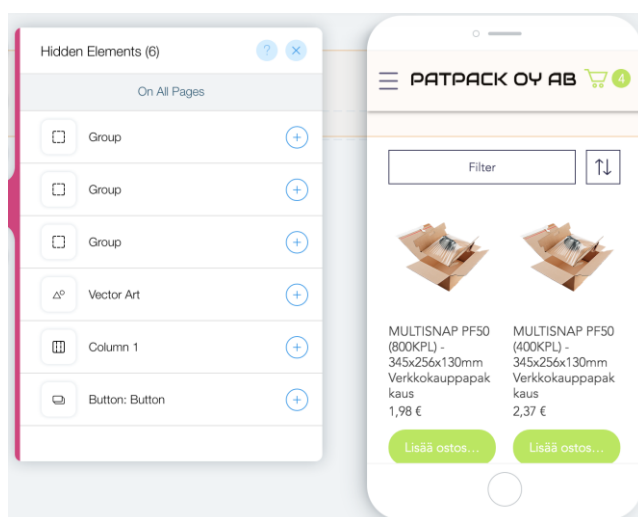 Hidden Elements (6)
?
On All Pages
Group
Group
Group
Vector Art
Column 1
Button: Button
PATPACK OY AB
4
Filter
MULTISNAP PF50
(800KPL) -
345x256x130mm
Verkkokauppapak
kaus
1,98 €
Lisää ostos...
MULTISNAP PF50
(400KPL) -
345x256x130mm
Verkkokauppapak
kaus
2,37 €
Lisää ostos...